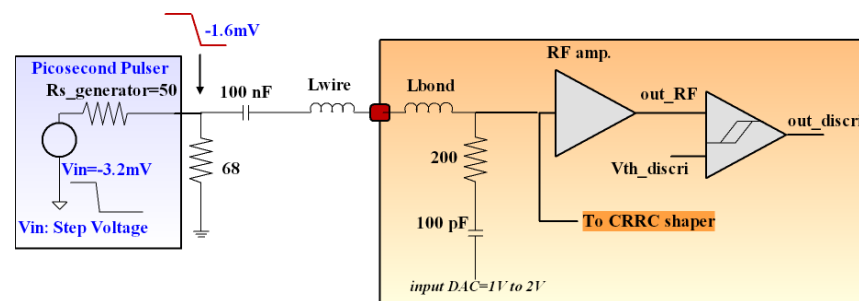 -1.6mV
Picosecond Pulser
Rs_generator=50
Vin=-3.2mV
Vin: Step Voltage
100 nF
68
Lwire
Lbond
200
100 pF
input DAC=1V to 2V
RF amp.
out_RF
Vth_discri
out_discri
To CRRC shaper